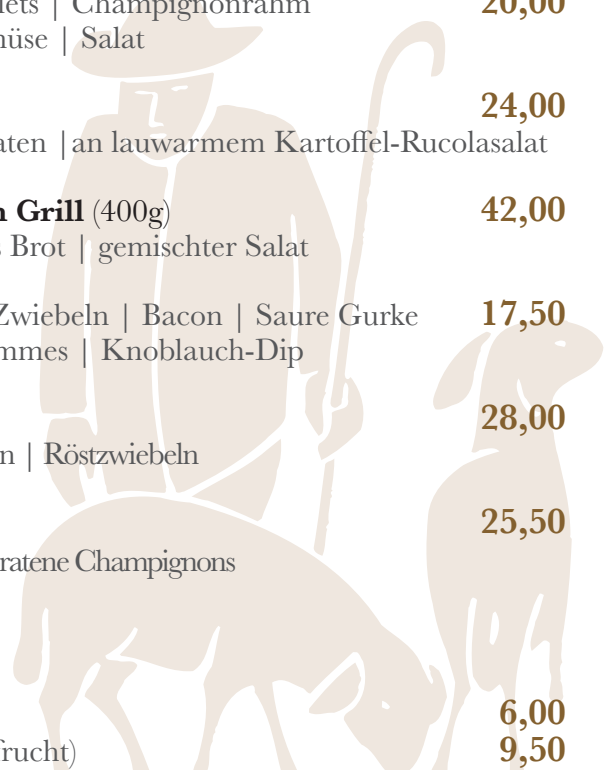 lets | Champignonrahm 20,00
nüse | Salat
24,00
aten |an lauwarmem Kartoffel-Rucolasalat
n Grill (400g) 42,00
s Brot | gemischter Salat
Zwiebeln | Bacon | Saure Gurke 17,50
mmes | Knoblauch-Dip
28,00
n | Röstzwiebeln
25,50
ratene Champignons
6,00
frucht) 9,50